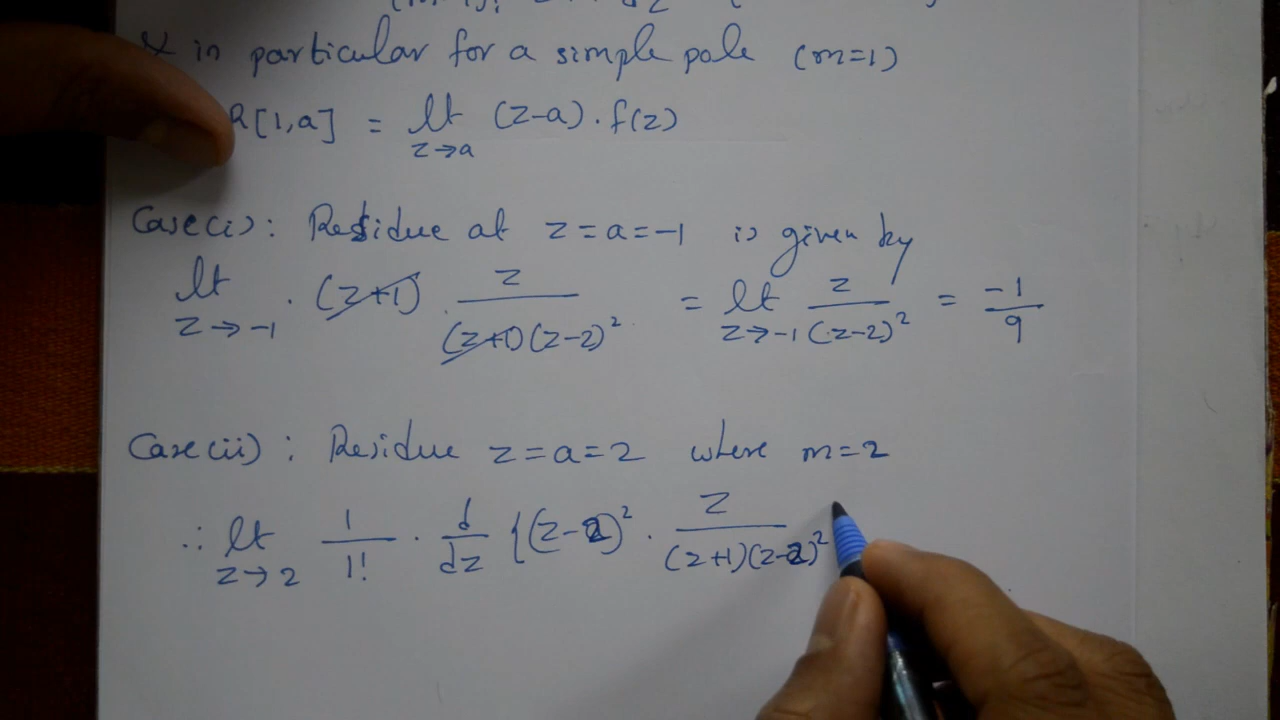 & in particular for a simple pole (m=1)
R[1,a] = lt (z-a).f(z)
z→a
Case(i): Residue at z=a=-1 is given by
lt . (z+1) z/((z+1)(z-2)²) = lt z/(z-2)² = -1/9
z→-1 z→-1
Case(ii): Residue z=a=2 where m=2
∴ lt 1/1! . d/dz {(z-2)² . z/((z+1)(z-2)²)
z→2